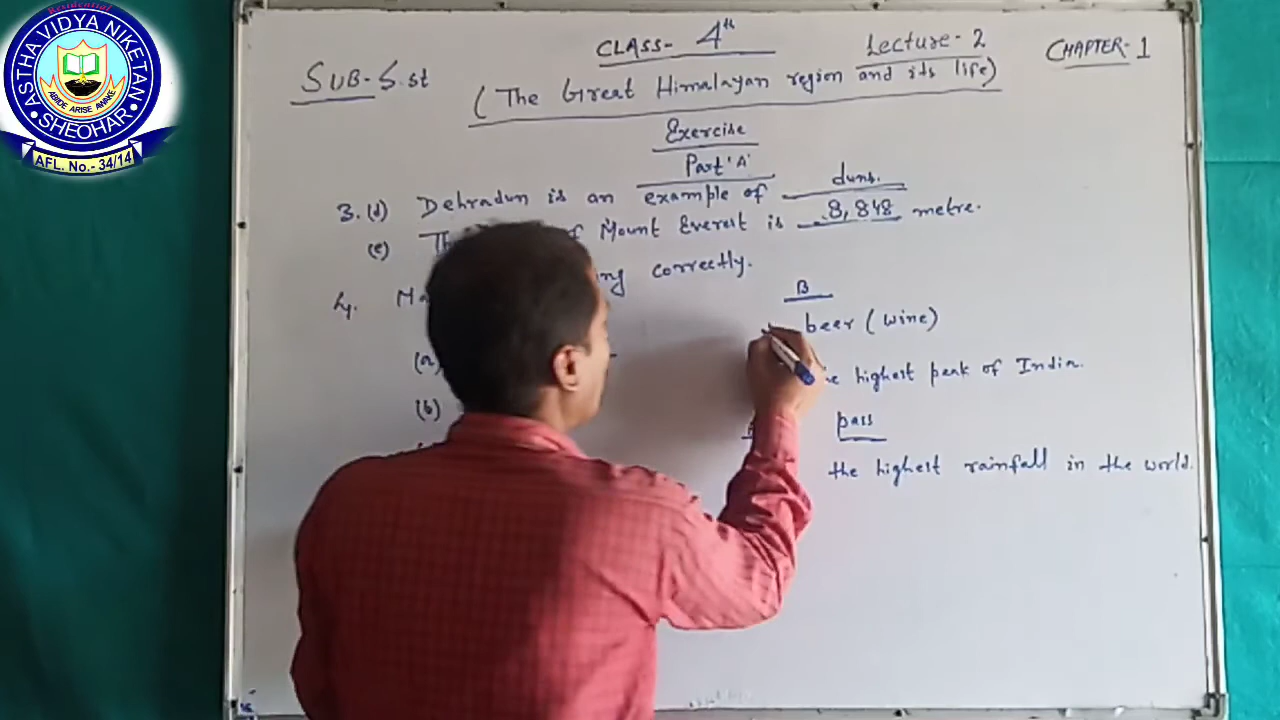 Residential
ASTHA VIDYA NIKETAN
ABIDE ARISE AWAKE
SHEOHAR
AFL. No.- 34/14
SUB- S.st
CLASS- 4th
Lecture-2
CHAPTER-1
(The Great Himalayan region and its life)
Exercise
Part 'A'
3. (d) Dehradun is an example of duns.
(e) of Mount Everest is 8,848 metre.
4. correctly.
B
(a) beer (wine)
highest peak of India.
(b) pass
the highest rainfall in the world.